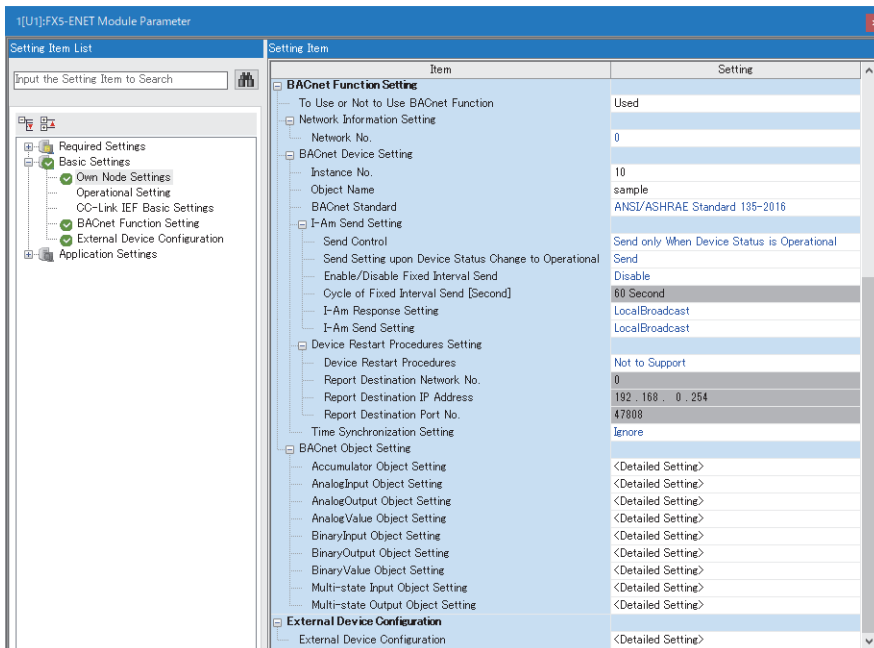 1[U1]:FX5-ENET Module Parameter
Setting Item List
Input the Setting Item to Search
Required Settings
Basic Settings
Own Node Settings
Operational Setting
CC-Link IEF Basic Settings
BACnet Function Setting
External Device Configuration
Application Settings
Setting Item
Item Setting
BACnet Function Setting
To Use or Not to Use BACnet Function Used
Network Information Setting
Network No. 0
BACnet Device Setting
Instance No. 10
Object Name sample
BACnet Standard ANSI/ASHRAE Standard 135-2016
I-Am Send Setting
Send Control Send only When Device Status is Operational
Send Setting upon Device Status Change to Operational Send
Enable/Disable Fixed Interval Send Disable
Cycle of Fixed Interval Send [Second] 60 Second
I-Am Response Setting LocalBroadcast
I-Am Send Setting LocalBroadcast
Device Restart Procedures Setting
Device Restart Procedures Not to Support
Report Destination Network No. 0
Report Destination IP Address 192 . 168 . 0 . 254
Report Destination Port No. 47808
Time Synchronization Setting Ignore
BACnet Object Setting
Accumulator Object Setting <Detailed Setting>
AnalogInput Object Setting <Detailed Setting>
AnalogOutput Object Setting <Detailed Setting>
AnalogValue Object Setting <Detailed Setting>
BinaryInput Object Setting <Detailed Setting>
BinaryOutput Object Setting <Detailed Setting>
BinaryValue Object Setting <Detailed Setting>
Multi-state Input Object Setting <Detailed Setting>
Multi-state Output Object Setting <Detailed Setting>
External Device Configuration
External Device Configuration <Detailed Setting>